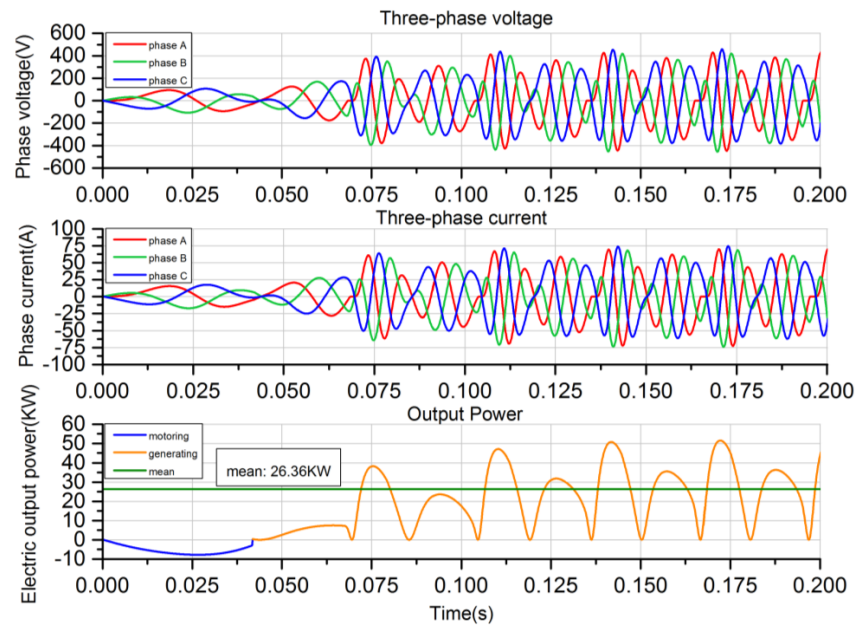 Three-phase voltage
Phase voltage(V)
600
400
200
0
-200
-400
-600
phase A
phase B
phase C
0.000 0.025 0.050 0.075 0.100 0.125 0.150 0.175 0.200
Three-phase current
Phase current(A)
100
75
50
25
0
-25
-50
-75
-100
phase A
phase B
phase C
0.000 0.025 0.050 0.075 0.100 0.125 0.150 0.175 0.200
Output Power
Electric output power(KW)
60
50
40
30
20
10
0
-10
motoring
generating
mean
mean: 26.36KW
0.000 0.025 0.050 0.075 0.100 0.125 0.150 0.175 0.200
Time(s)